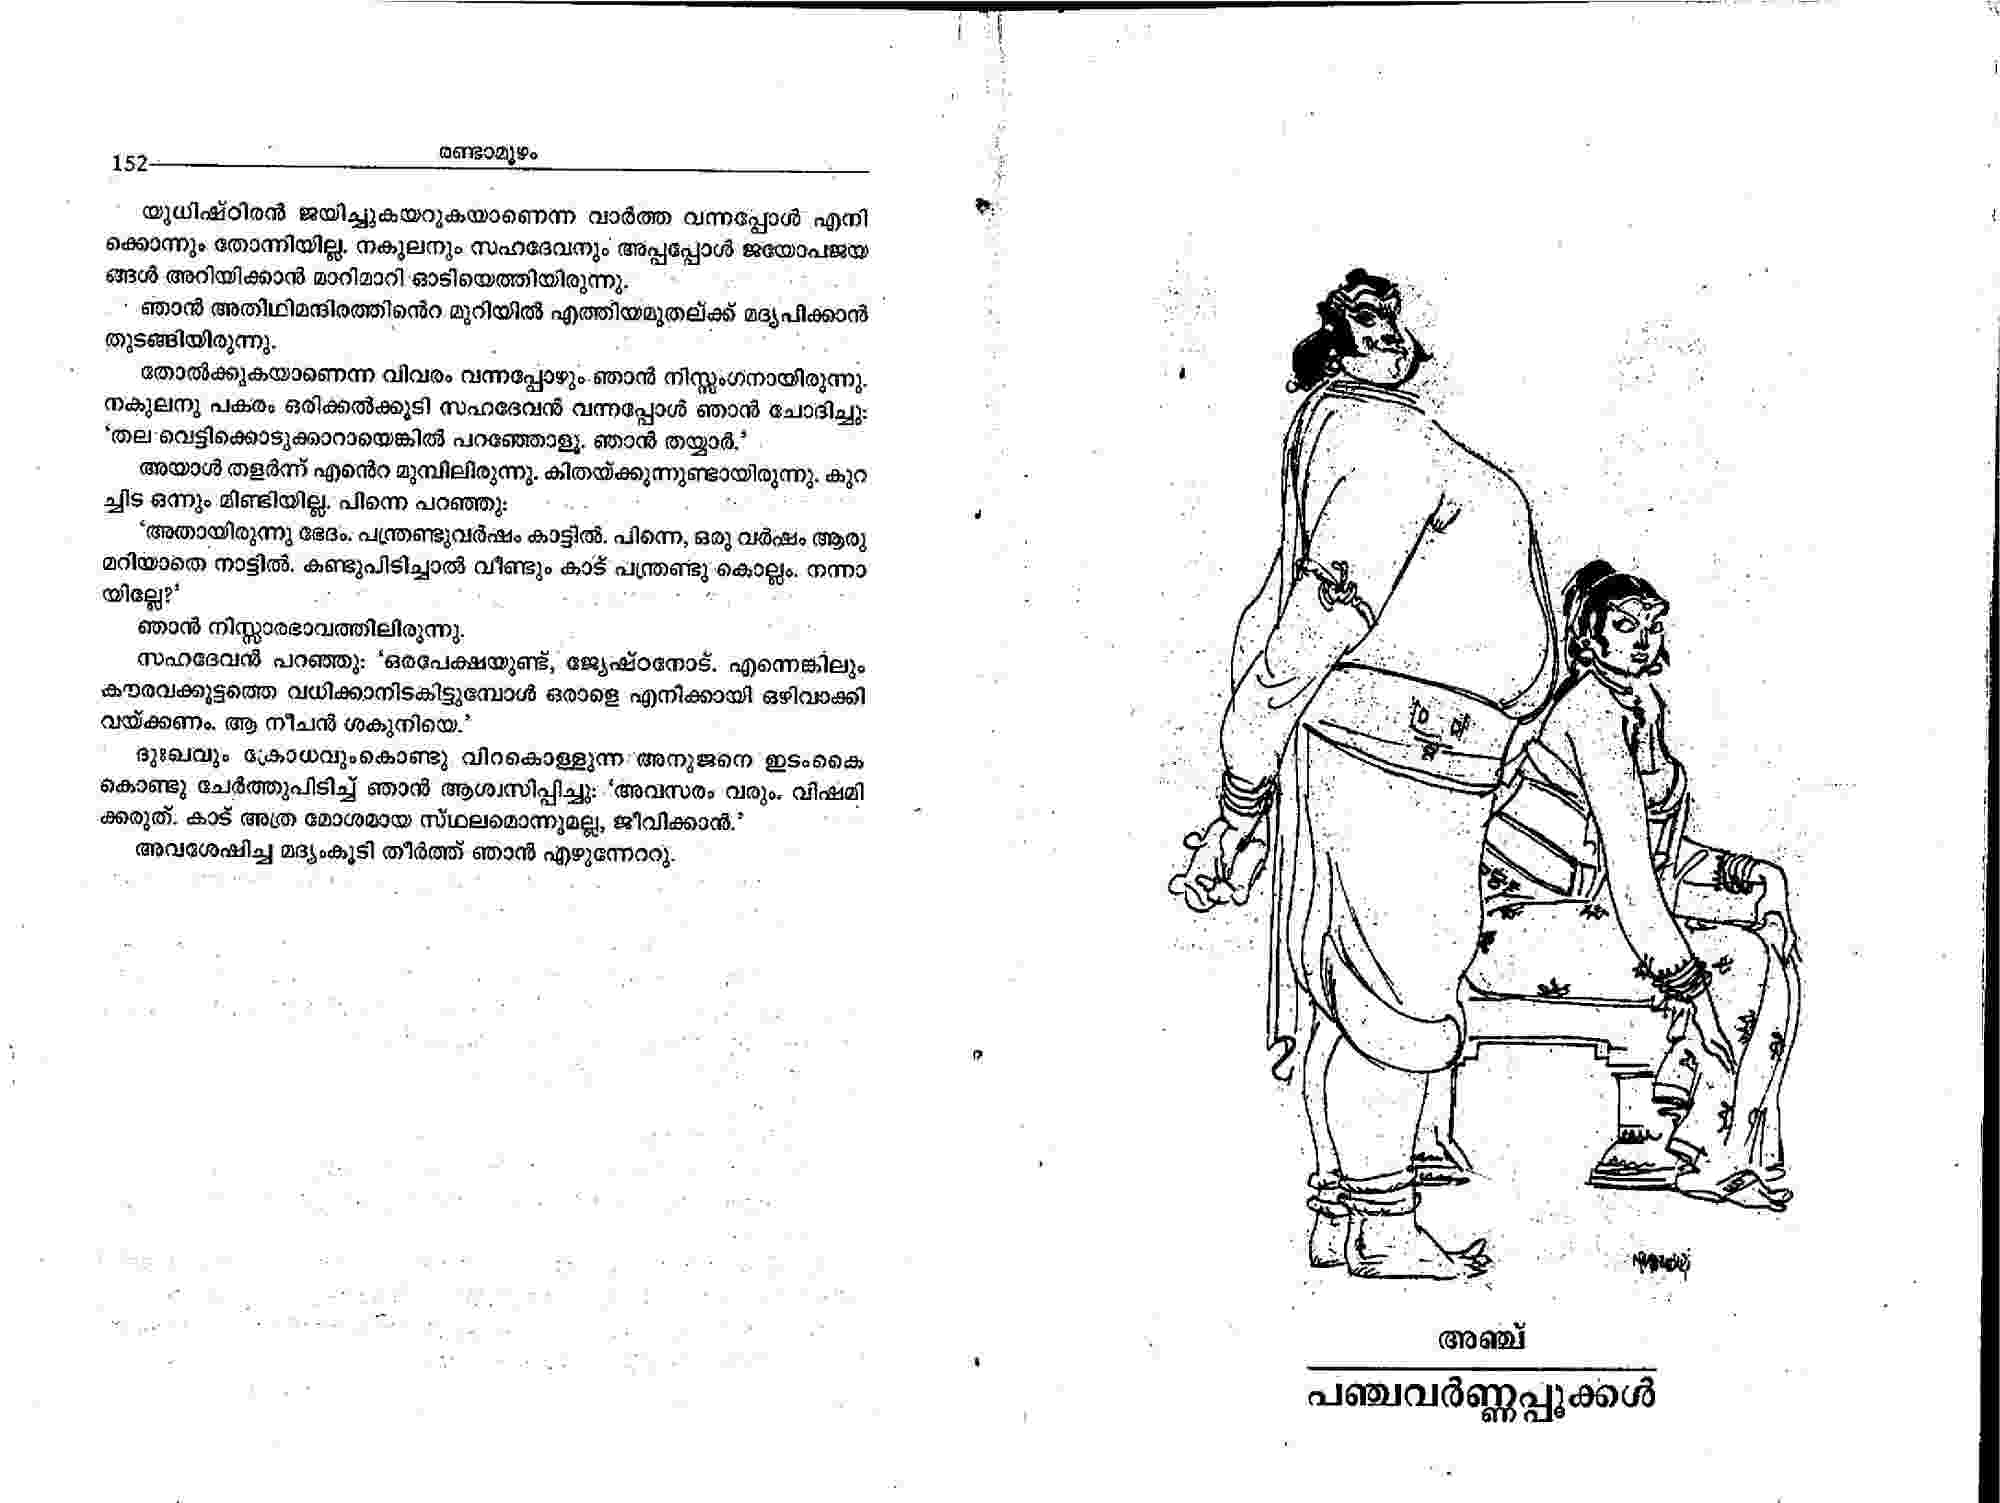 152
രണ്ടാമൂഴം
യുധിഷ്ഠിരൻ ജയിച്ചുകയറുകയാണെന്ന വാർത്ത വന്നപ്പോൾ എനി
ക്കൊന്നും തോന്നിയില്ല. നകുലനും സഹദേവനും അപ്പപ്പോൾ ജയോപജയ
ങ്ങൾ അറിയിക്കാൻ മാറിമാറി ഓടിയെത്തിയിരുന്നു.
ഞാൻ അതിഥിമന്ദിരത്തിൻെറ മുറിയിൽ എത്തിയമുതല്ക്ക് മദ്യപിക്കാൻ
തുടങ്ങിയിരുന്നു.
തോൽക്കുകയാണെന്ന വിവരം വന്നപ്പോഴും ഞാൻ നിസ്സംഗനായിരുന്നു.
നകുലനു പകരം ഒരിക്കൽക്കൂടി സഹദേവൻ വന്നപ്പോൾ ഞാൻ ചോദിച്ചു:
‘തല വെട്ടിക്കൊടുക്കാറായെങ്കിൽ പറഞ്ഞോളൂ. ഞാൻ തയ്യാർ.’
അയാൾ തളർന്ന് എൻെറ മുമ്പിലിരുന്നു. കിതയ്ക്കുന്നുണ്ടായിരുന്നു. കുറ
ച്ചിട ഒന്നും മിണ്ടിയില്ല. പിന്നെ പറഞ്ഞു:
‘അതായിരുന്നു ഭേദം. പന്ത്രണ്ടുവർഷം കാട്ടിൽ. പിന്നെ, ഒരു വർഷം ആരു
മറിയാതെ നാട്ടിൽ. കണ്ടുപിടിച്ചാൽ വീണ്ടും കാട് പന്ത്രണ്ടു കൊല്ലം. നന്നാ
യില്ലേ?’
ഞാൻ നിസ്സാരഭാവത്തിലിരുന്നു.
സഹദേവൻ പറഞ്ഞു: ‘ഒരപേക്ഷയുണ്ട്, ജ്യേഷ്ഠനോട്. എന്നെങ്കിലും
കൗരവക്കൂട്ടത്തെ വധിക്കാനിടകിട്ടുമ്പോൾ ഒരാളെ എനിക്കായി ഒഴിവാക്കി
വയ്ക്കണം. ആ നീചൻ ശകുനിയെ.’
ദുഃഖവും ക്രോധവുംകൊണ്ടു വിറകൊള്ളുന്ന അനുജനെ ഇടംകൈ
കൊണ്ടു ചേർത്തുപിടിച്ച് ഞാൻ ആശ്വസിപ്പിച്ചു: ‘അവസരം വരും. വിഷമി
ക്കരുത്. കാട് അത്ര മോശമായ സ്ഥലമൊന്നുമല്ല, ജീവിക്കാൻ.’
അവശേഷിച്ച മദ്യംകൂടി തീർത്ത് ഞാൻ എഴുന്നേററു.
അഞ്ച്
പഞ്ചവർണ്ണപ്പൂക്കൾ